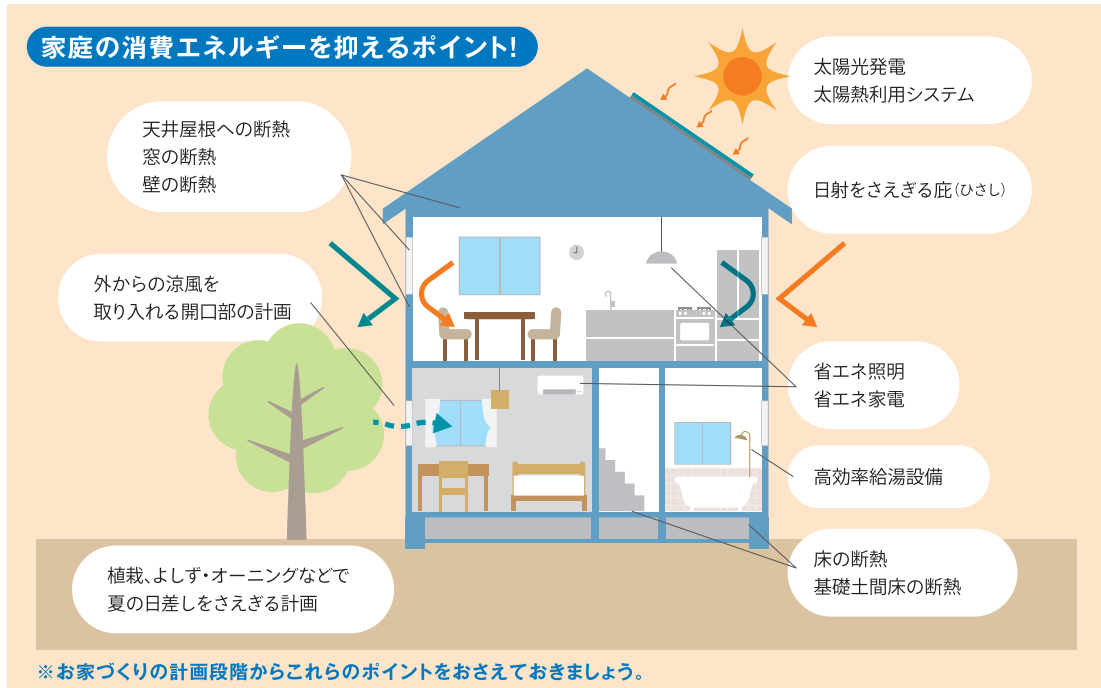 家庭の消費エネルギーを抑えるポイント!
天井屋根への断熱
窓の断熱
壁の断熱
外からの涼風を
取り入れる開口部の計画
植栽、よしず・オーニングなどで
夏の日差しをさえぎる計画
太陽光発電
太陽熱利用システム
日射をさえぎる庇(ひさし)
省エネ照明
省エネ家電
高効率給湯設備
床の断熱
基礎土間床の断熱
※お家づくりの計画段階からこれらのポイントをおさえておきましょう。